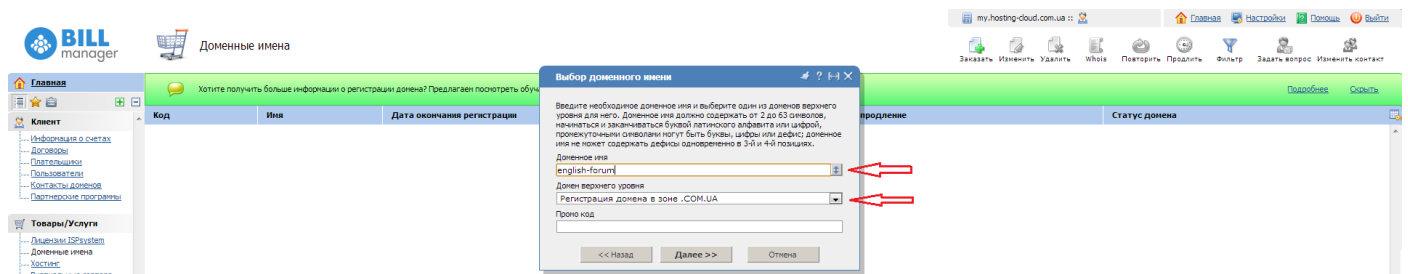 my.hosting-cloud.com.ua ::
Главная Настройки Помощь Выйти
BILL
manager
Доменные имена
Заказать Изменить Удалить Whois Повторить Продлить Фильтр Задать вопрос Изменить контакт
Главная
Хотите получить больше информации о регистрации домена? Предлагаем посмотреть
Подробнее Скрыть
Код Имя Дата окончания регистрации Статус домена
Клиент
Информация о счетах
Договоры
Плательщики
Пользователи
Контакты доменов
Партнерские программы
Товары/Услуги
Лицензии ISPsystem
Доменные имена
Хостинг
Выбор доменного имени
Введите необходимое доменное имя и выберите один из доменов верхнего
уровня для него. Доменное имя должно содержать от 2 до 63 символов,
начинаться и заканчиваться буквой латинского алфавита или цифрой,
промежуточными символами могут быть буквы, цифры или дефис; доменное
имя не может содержать дефисы одновременно в 3-й и 4-й позициях.
Доменное имя
english-forum
Домен верхнего уровня
Регистрация домена в зоне .COM.UA
Промо код
<< Назад Далее >> Отмена